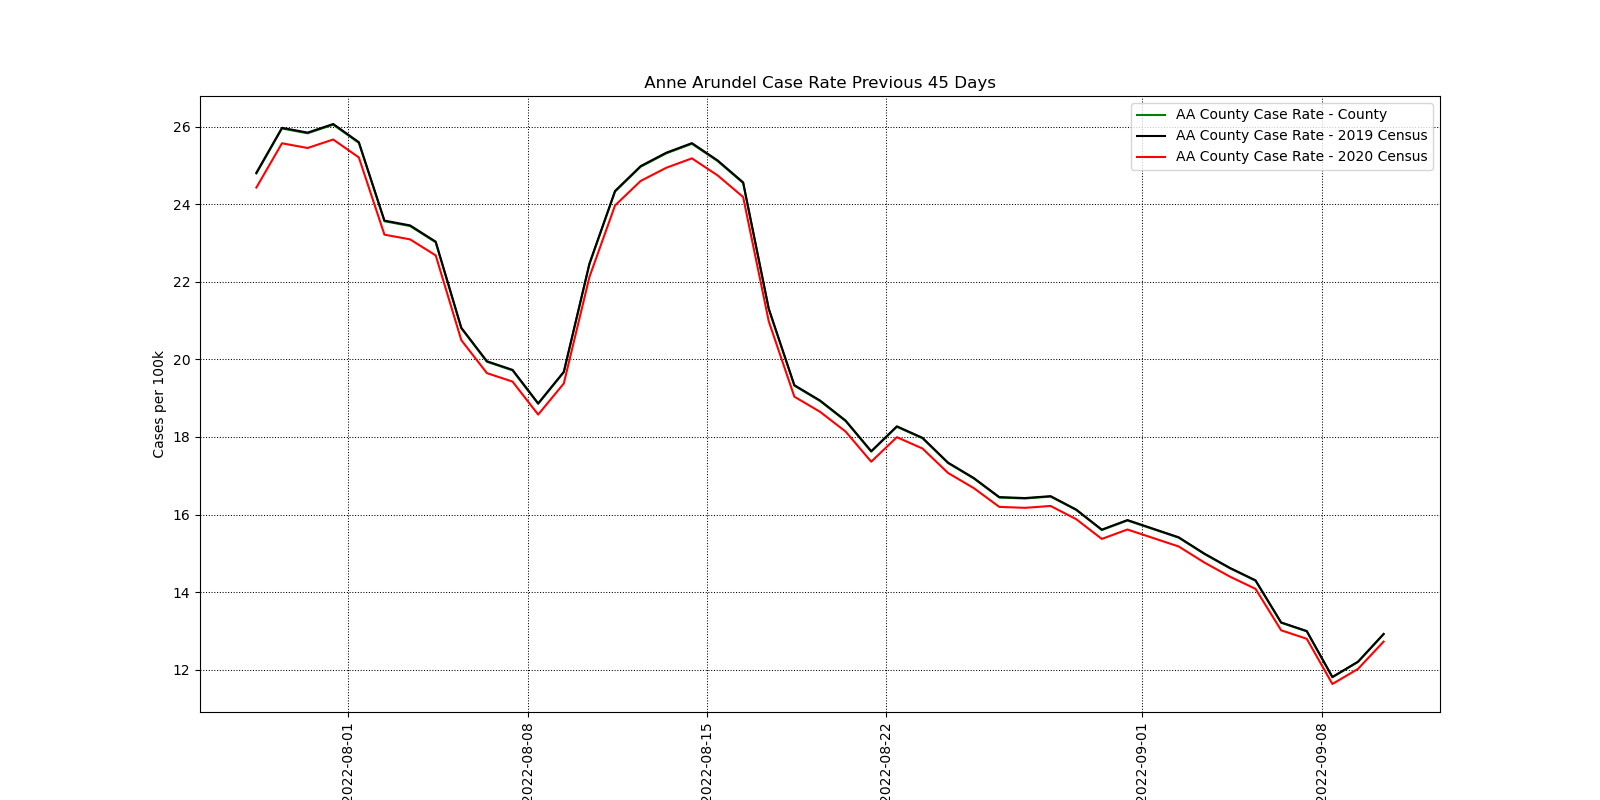 Anne Arundel Case Rate Previous 45 Days
AA County Case Rate - County
AA County Case Rate - 2019 Census
AA County Case Rate - 2020 Census
Cases per 100k
26
24
22
20
18
16
14
12
2022-08-01
2022-08-08
2022-08-15
2022-08-22
2022-09-01
2022-09-08